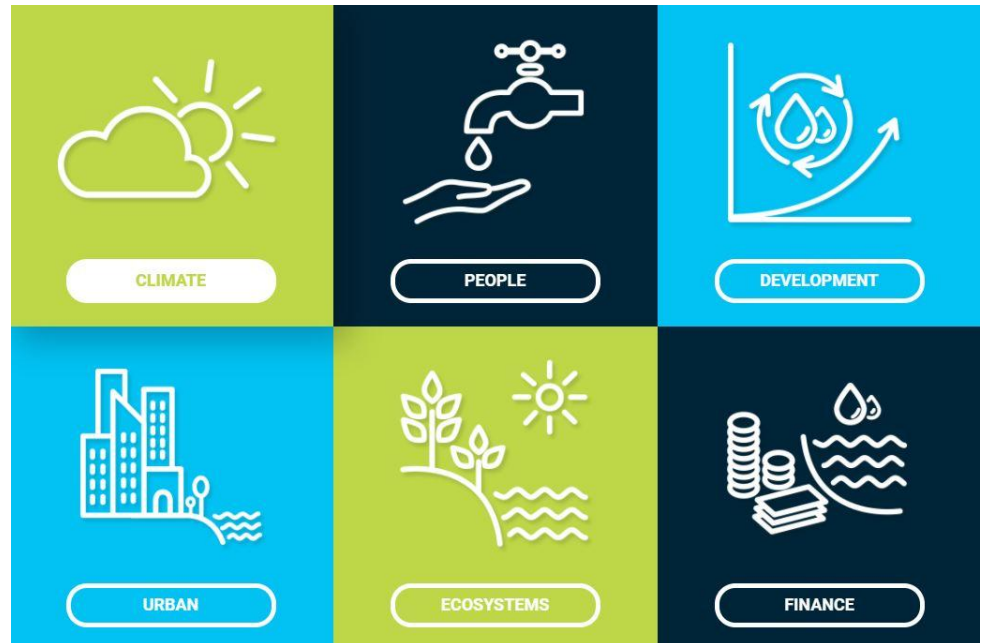 CLIMATE
PEOPLE
DEVELOPMENT
URBAN
ECOSYSTEMS
FINANCE